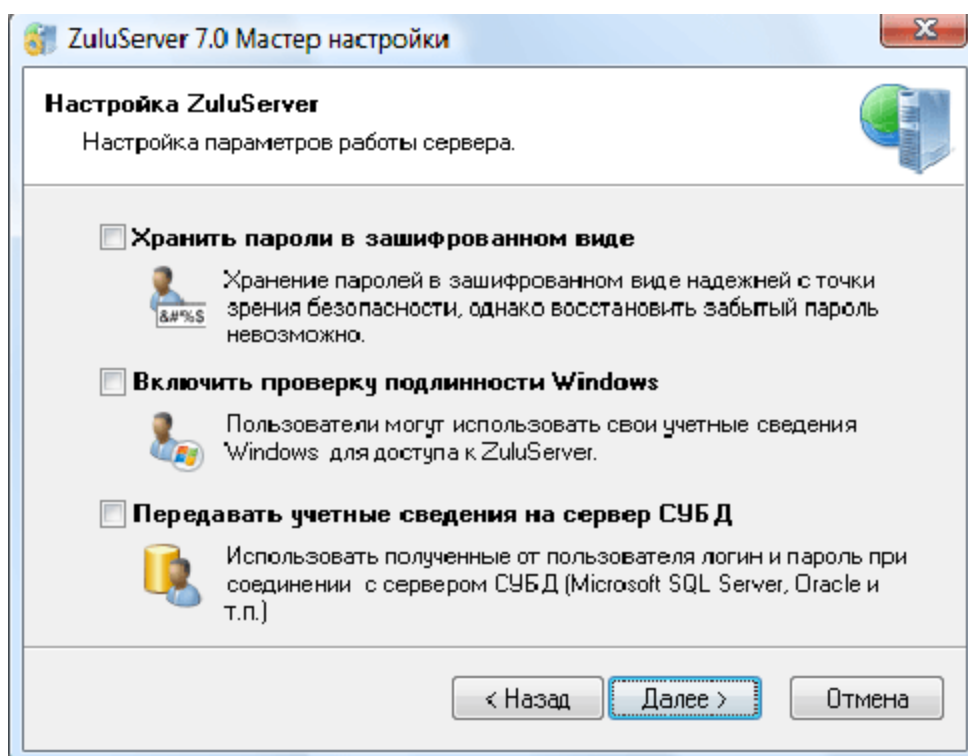 ZuluServer 7.0 Мастер настройки
Настройка ZuluServer
Настройка параметров работы сервера.
Хранить пароли в зашифрованном виде
Хранение паролей в зашифрованном виде надежней с точки
зрения безопасности, однако восстановить забытый пароль
невозможно.
&#%$
Включить проверку подлинности Windows
Пользователи могут использовать свои учетные сведения
Windows для доступа к ZuluServer.
Передавать учетные сведения на сервер СУБД
Использовать полученные от пользователя логин и пароль при
соединении с сервером СУБД (Microsoft SQL Server, Oracle и
т.п.)
< Назад
Далее >
Отмена